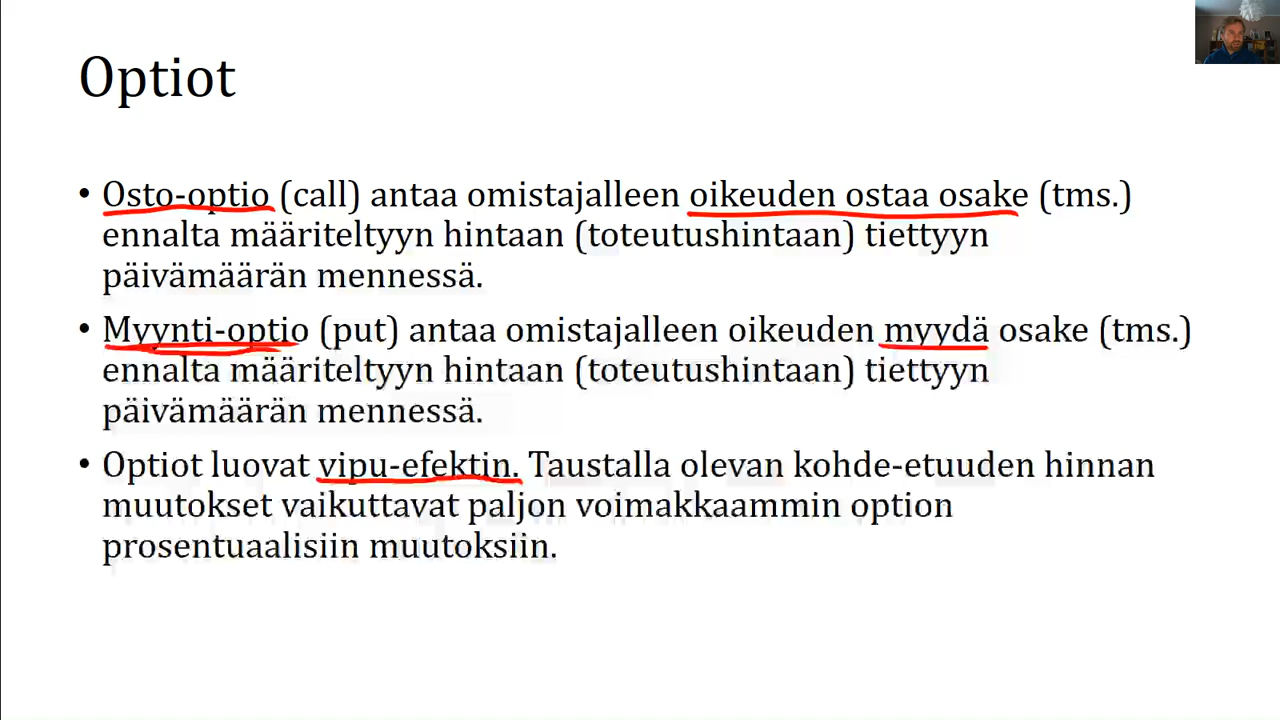 Optiot
• Osto-optio (call) antaa omistajalleen oikeuden ostaa osake (tms.)
ennalta määriteltyyn hintaan (toteutushintaan) tiettyyn
päivämäärän mennessä.
• Myynti-optio (put) antaa omistajalleen oikeuden myydä osake (tms.)
ennalta määriteltyyn hintaan (toteutushintaan) tiettyyn
päivämäärän mennessä.
• Optiot luovat vipu-efektin. Taustalla olevan kohde-etuuden hinnan
muutokset vaikuttavat paljon voimakkaammin option
prosentuaalisiin muutoksiin.